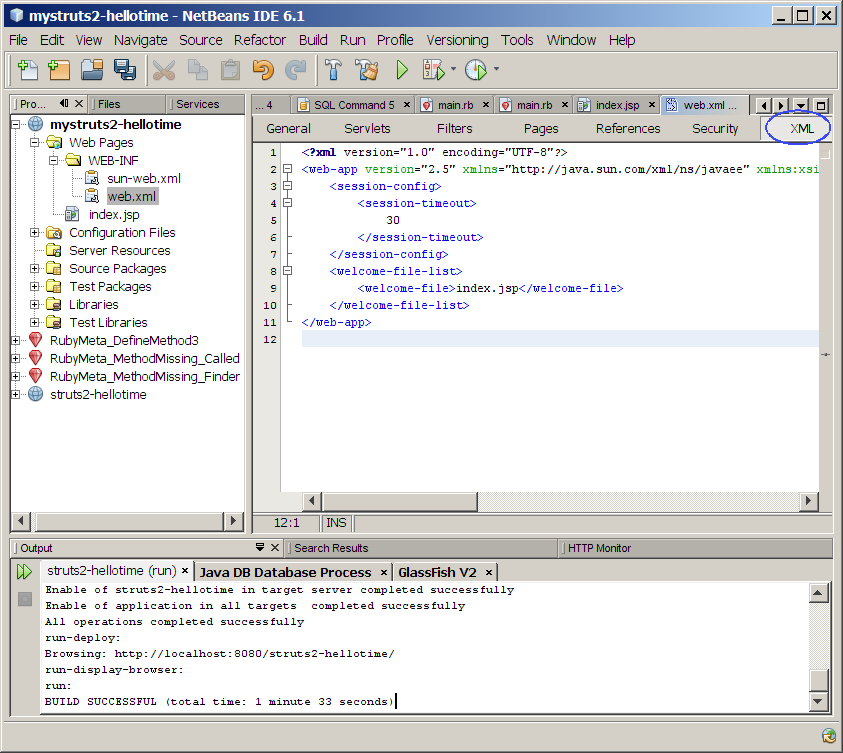 mystruts2-hellotime - NetBeans IDE 6.1
File Edit View Navigate Source Refactor Build Run Profile Versioning Tools Window Help
Pro... Files Services
...4 SQL Command 5 main.rb main.rb index.jsp web.xml ...
General Servlets Filters Pages References Security XML
mystruts2-hellotime
Web Pages
WEB-INF
sun-web.xml
web.xml
index.jsp
Configuration Files
Server Resources
Source Packages
Test Packages
Libraries
Test Libraries
RubyMeta_DefineMethod3
RubyMeta_MethodMissing_Called
RubyMeta_MethodMissing_Finder
struts2-hellotime
1 <?xml version="1.0" encoding="UTF-8"?>
2 <web-app version="2.5" xmlns="http://java.sun.com/xml/ns/javaee" xmlns:xsi
3 <session-config>
4 <session-timeout>
5 30
6 </session-timeout>
7 </session-config>
8 <welcome-file-list>
9 <welcome-file>index.jsp</welcome-file>
10 </welcome-file-list>
11 </web-app>
12
12:1 INS
Output Search Results HTTP Monitor
struts2-hellotime (run) Java DB Database Process GlassFish V2
Enable of struts2-hellotime in target server completed successfully
Enable of application in all targets  completed successfully
All operations completed successfully
run-deploy:
Browsing: http://localhost:8080/struts2-hellotime/
run-display-browser:
run:
BUILD SUCCESSFUL (total time: 1 minute 33 seconds)